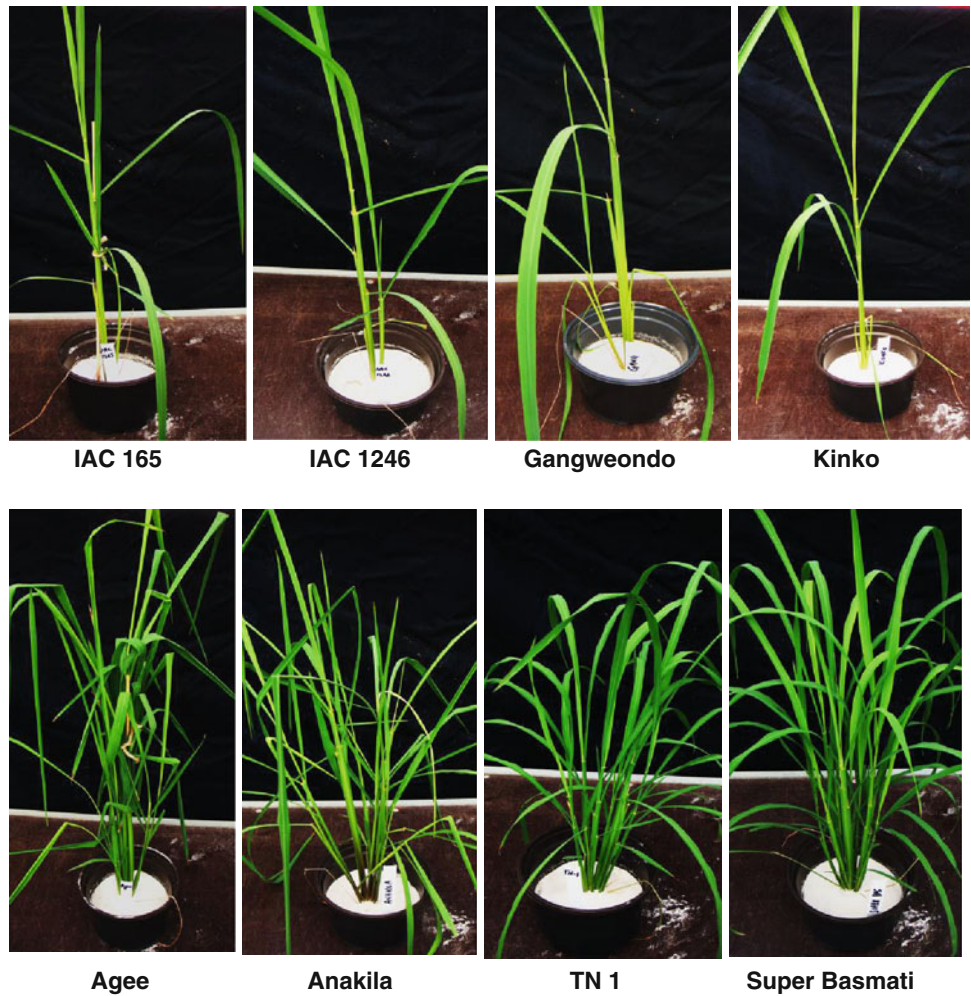 IAC 165
IAC 1246
Gangweondo
Kinko
Agee
Anakila
TN 1
Super Basmati